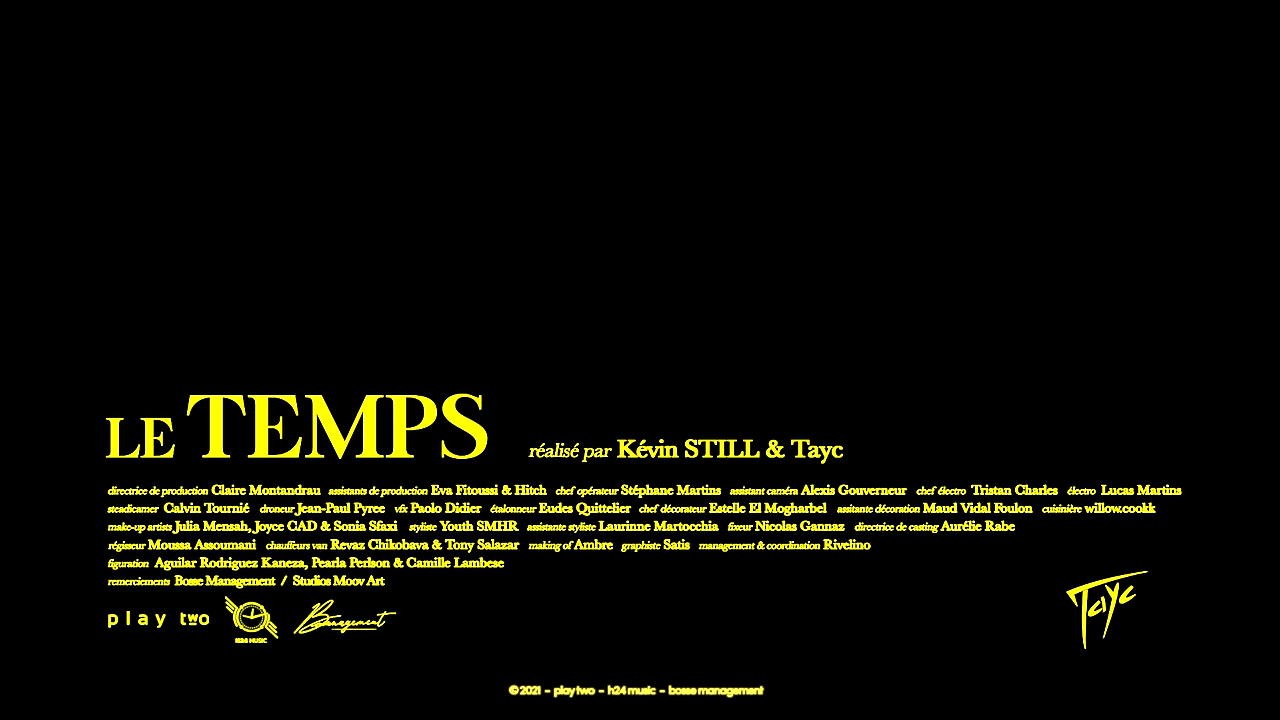 LE TEMPS réalisé par Kévin STILL & Tayc
directrice de production Claire Montandrau assistants de production Eva Fitoussi & Hitch chef opérateur Stéphane Martins assistant caméra Alexis Gouverneur chef électro Tristan Charles électro Lucas Martins
steadicamer Calvin Tournié droneur Jean-Paul Pyree vfx Paolo Didier étalonneur Eudes Quittelier chef décorateur Estelle El Mogharbel assitante décoration Maud Vidal Foulon cuisinière willow.cookk
make-up artists Julia Mensah, Joyce CAD & Sonia Sfaxi styliste Youth SMHR assistante styliste Laurinne Martocchia fixeur Nicolas Gannaz directrice de casting Aurélie Rabe
régisseur Moussa Assoumani chauffeurs van Revaz Chikobava & Tony Salazar making of Ambre graphiste Satis management & coordination Rivelino
figuration Aguilar Rodriguez Kaneza, Pearla Perlson & Camille Lambese
remerciements Bosse Management / Studios Moov Art
play two H24 MUSIC Management Tayc
©2021 - play two - h24 music - bosse management